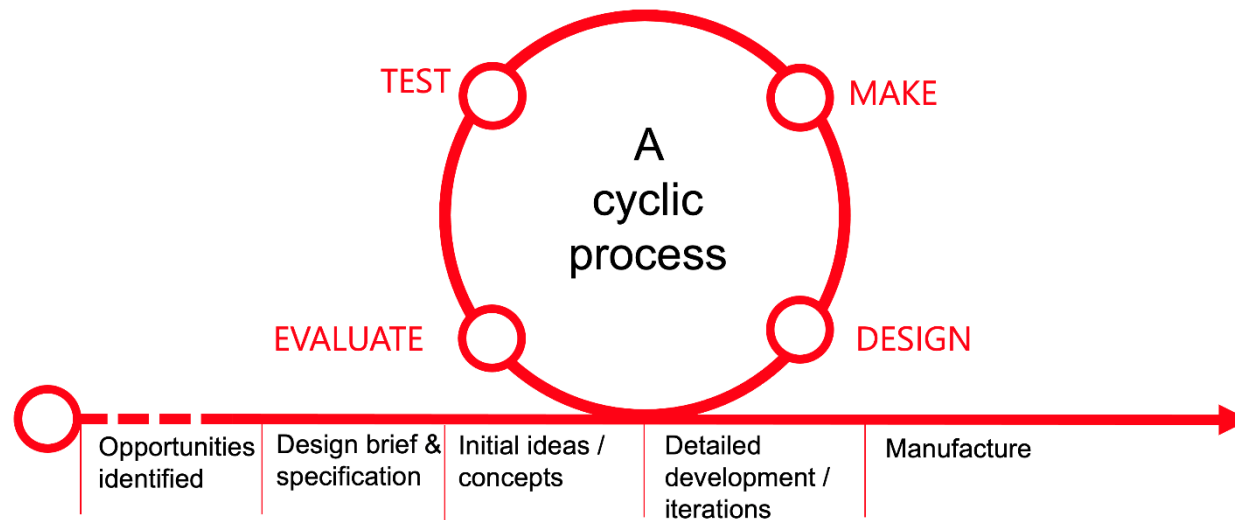 TEST
MAKE
A
cyclic
process
EVALUATE
DESIGN
Opportunities
identified
Design brief &
specification
Initial ideas /
concepts
Detailed
development /
iterations
Manufacture